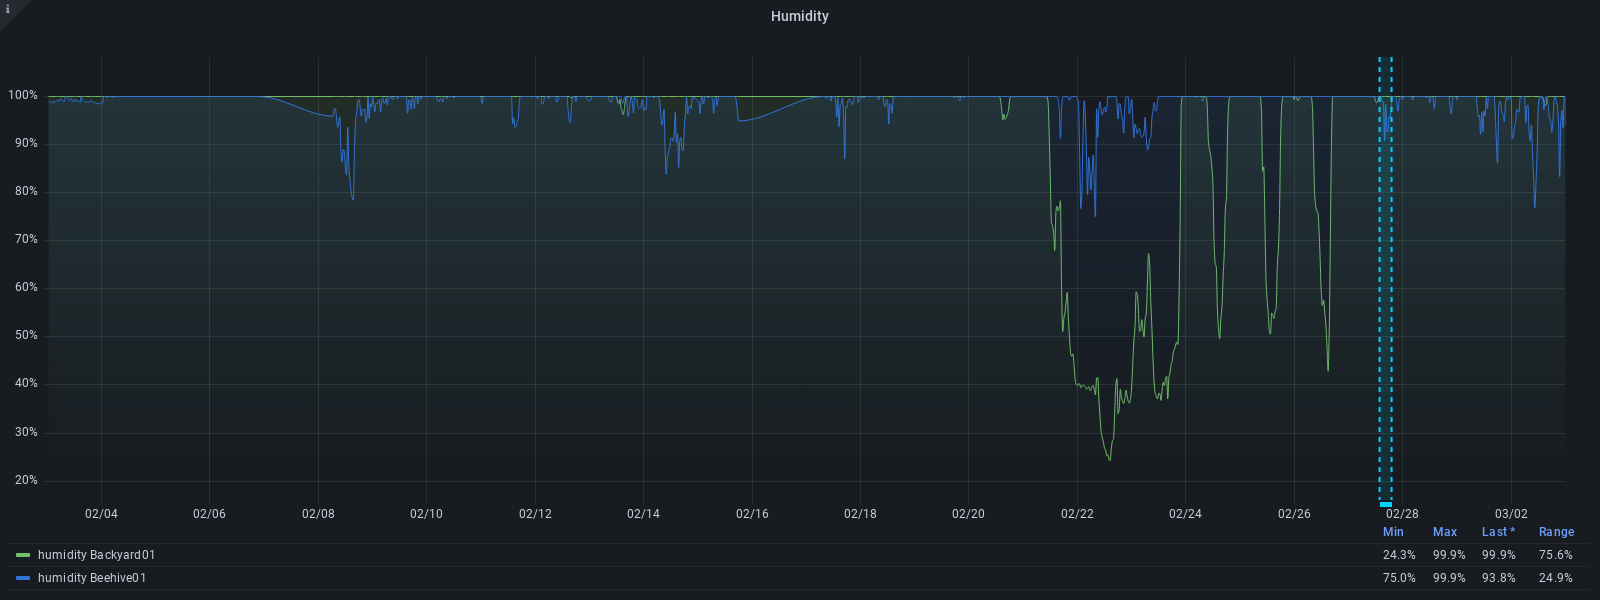 i
Humidity
100%
90%
80%
70%
60%
50%
40%
30%
20%
02/04 02/06 02/08 02/10 02/12 02/14 02/16 02/18 02/20 02/22 02/24 02/26 02/28 03/02
Min Max Last * Range
humidity Backyard01 24.3% 99.9% 99.9% 75.6%
humidity Beehive01 75.0% 99.9% 93.8% 24.9%